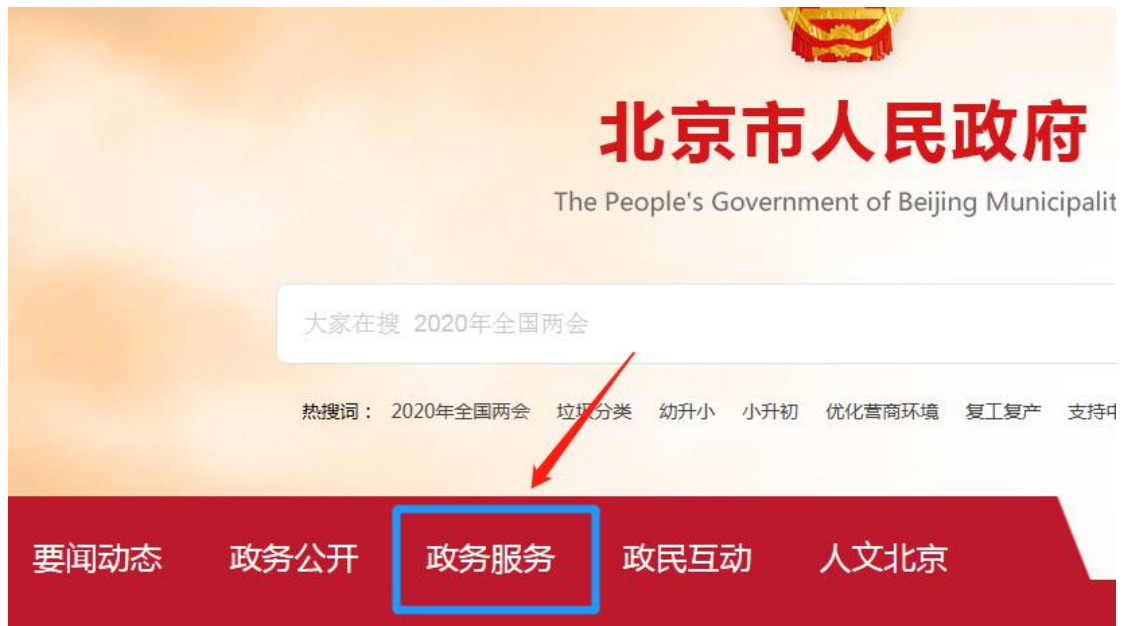 北京市人民政府
The People's Government of Beijing Municipalit
大家在搜 2020年全国两会
热搜词： 2020年全国两会 垃圾分类 幼升小 小升初 优化营商环境 复工复产 支持中
要闻动态 政务公开 政务服务 政民互动 人文北京